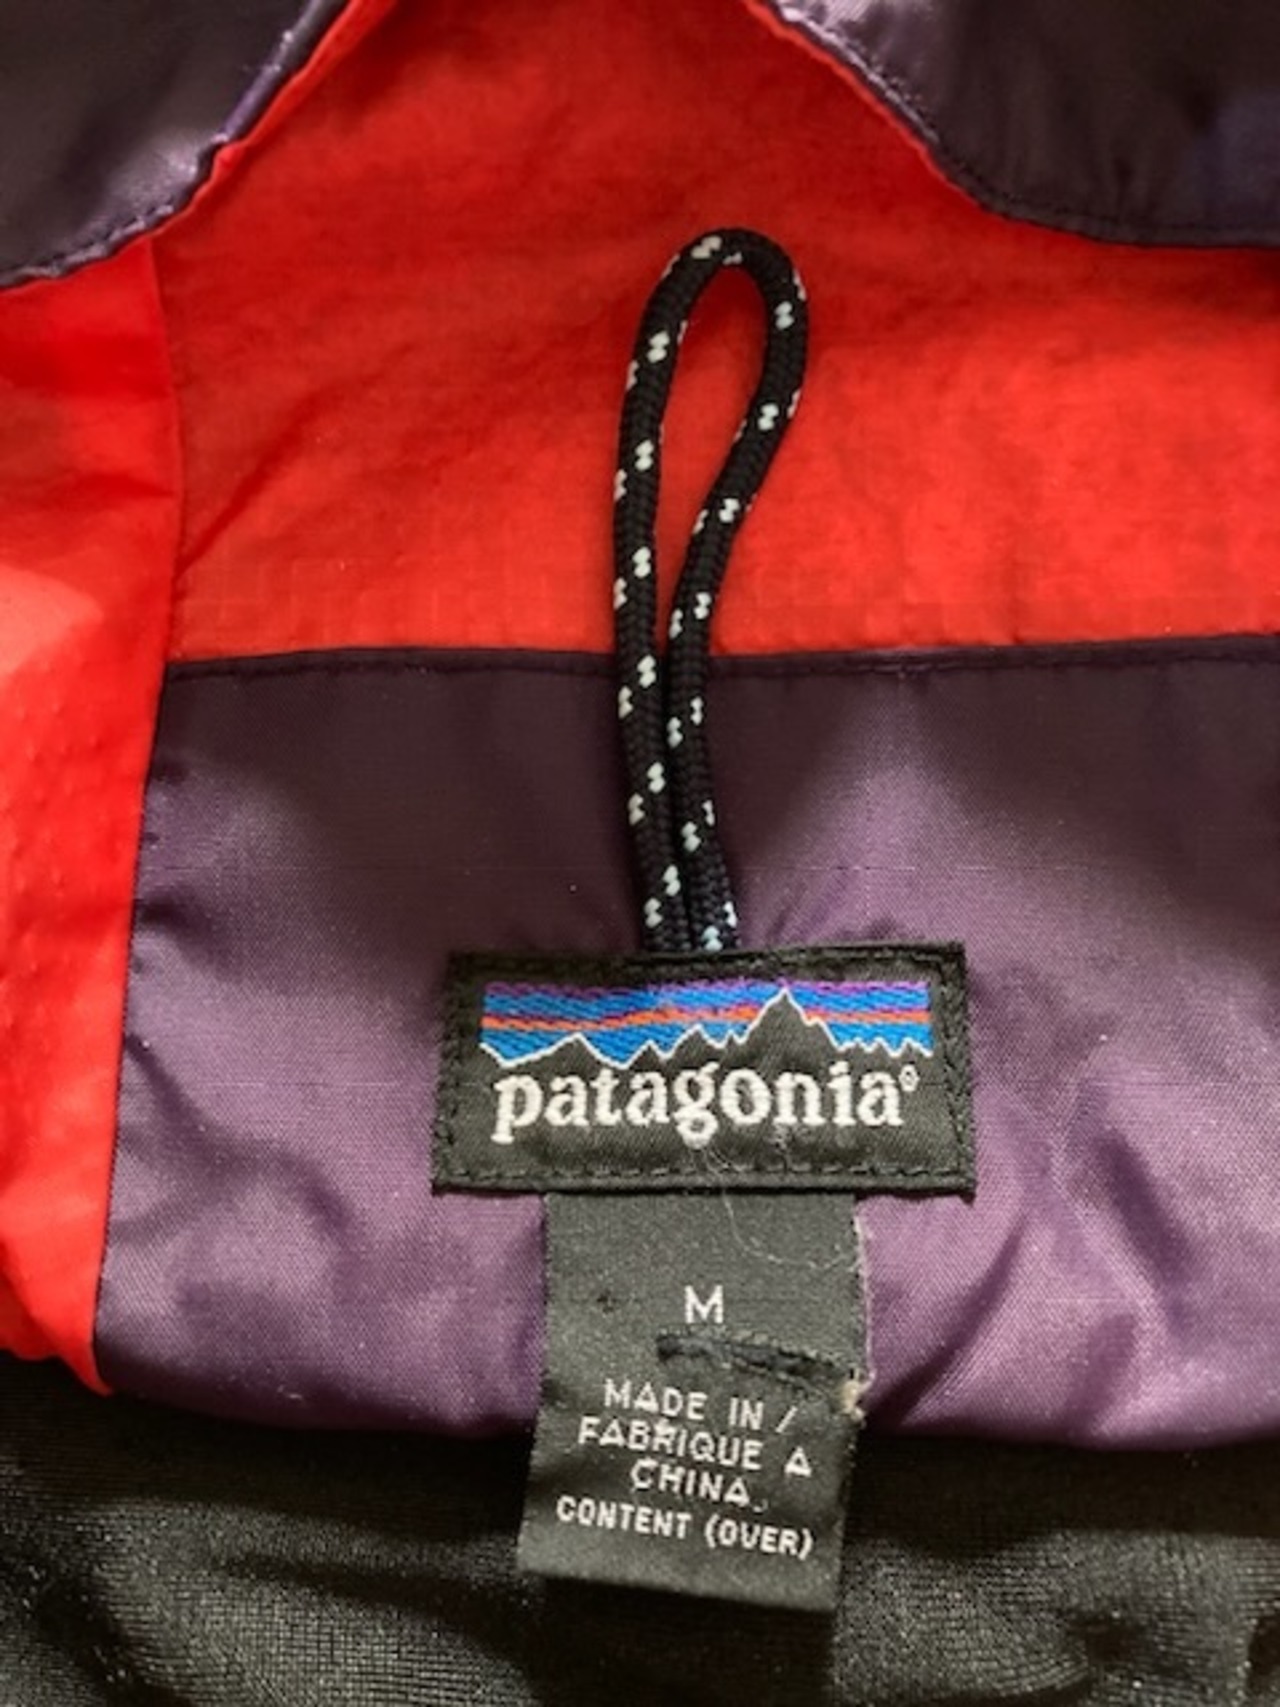 patagonia®
M
MADE IN /
FABRIQUE A
CHINA
CONTENT (OVER)